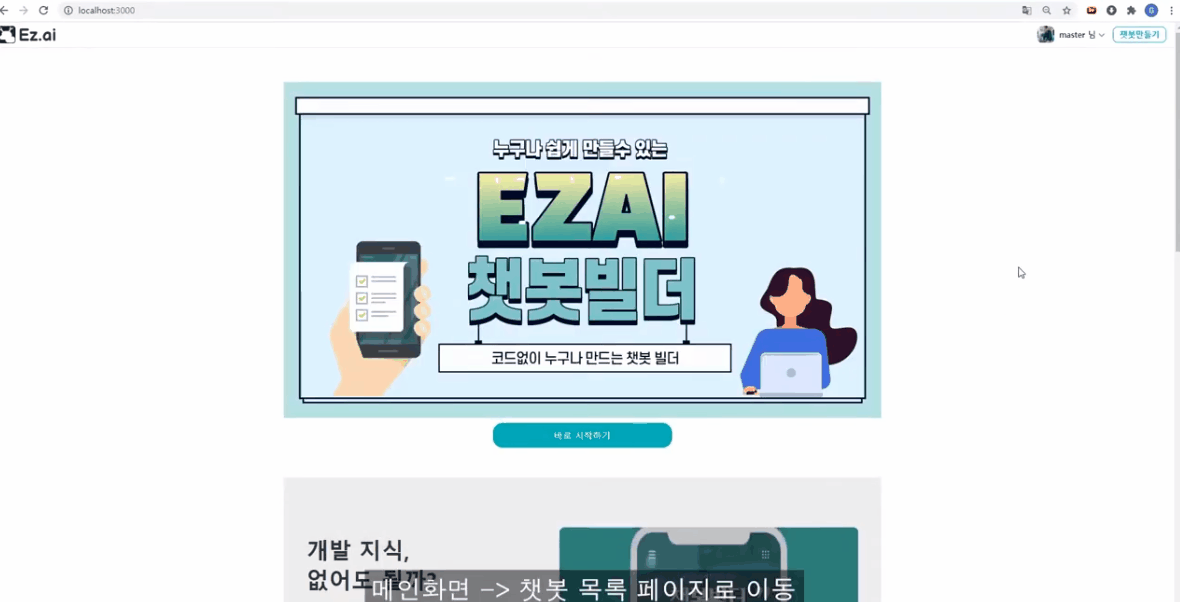 localhost:3000
Ez.ai
master 님
챗봇만들기
누구나 쉽게 만들수 있는
EZAI
챗봇빌더
코드없이 누구나 만드는 챗봇 빌더
바로 시작하기
개발 지식,
없어도 될까?
메인화면 -> 챗봇 목록 페이지로 이동